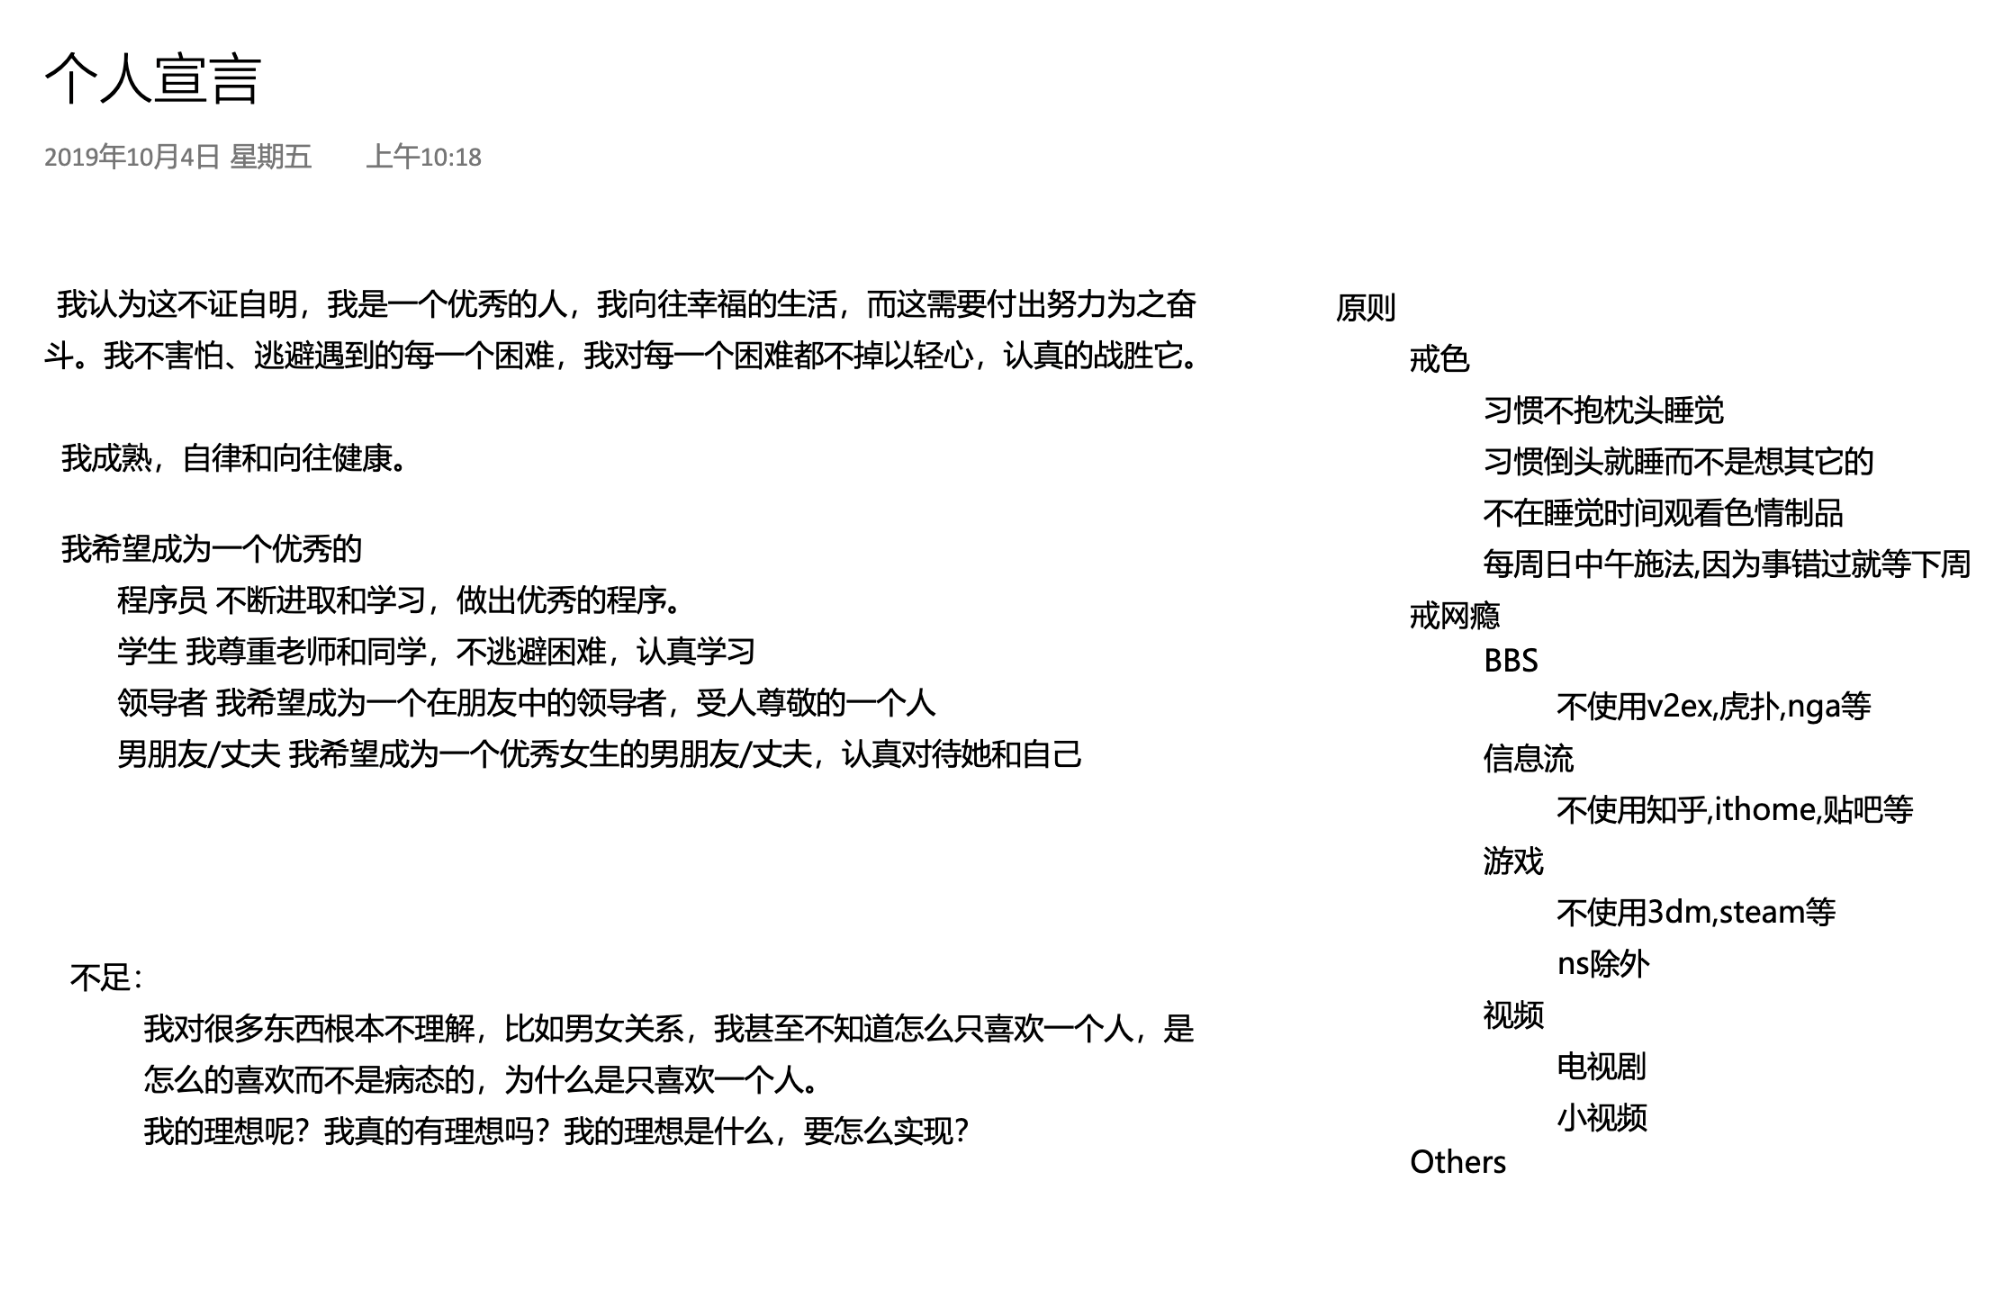 个人宣言
2019年10月4日 星期五 上午10:18
我认为这不证自明，我是一个优秀的人，我向往幸福的生活，而这需要付出努力为之奋
斗。我不害怕、逃避遇到的每一个困难，我对每一个困难都不掉以轻心，认真的战胜它。
我成熟，自律和向往健康。
我希望成为一个优秀的
程序员 不断进取和学习，做出优秀的程序。
学生 我尊重老师和同学，不逃避困难，认真学习
领导者 我希望成为一个在朋友中的领导者，受人尊敬的一个人
男朋友/丈夫 我希望成为一个优秀女生的男朋友/丈夫，认真对待她和自己
不足：
我对很多东西根本不理解，比如男女关系，我甚至不知道怎么只喜欢一个人，是
怎么的喜欢而不是病态的，为什么是只喜欢一个人。
我的理想呢？我真的有理想吗？我的理想是什么，要怎么实现？
原则
戒色
习惯不抱枕头睡觉
习惯倒头就睡而不是想其它的
不在睡觉时间观看色情制品
每周日中午施法,因为事错过就等下周
戒网瘾
BBS
不使用v2ex,虎扑,nga等
信息流
不使用知乎,ithome,贴吧等
游戏
不使用3dm,steam等
ns除外
视频
电视剧
小视频
Others